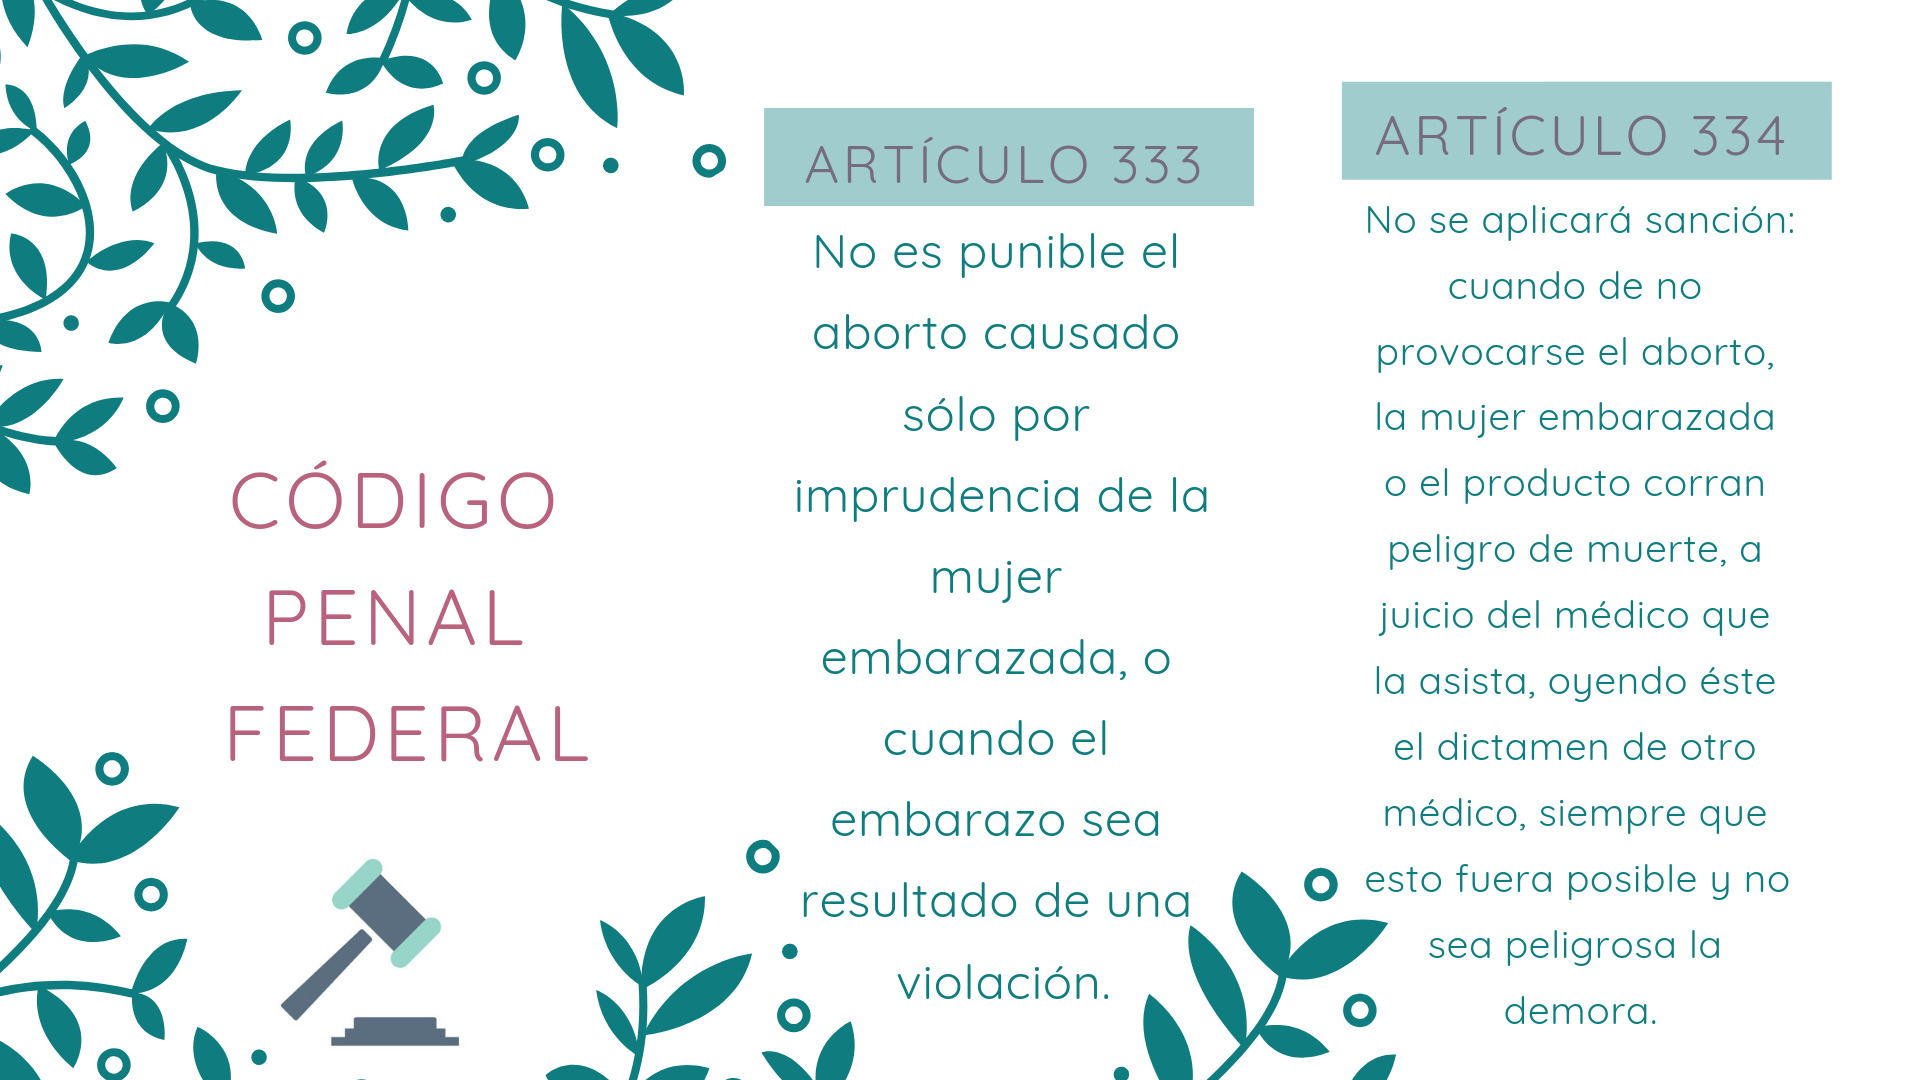 CÓDIGO
PENAL
FEDERAL
ARTÍCULO 333
No es punible el
aborto causado
sólo por
imprudencia de la
mujer
embarazada, o
cuando el
embarazo sea
resultado de una
violación.
ARTÍCULO 334
No se aplicará sanción:
cuando de no
provocarse el aborto,
la mujer embarazada
o el producto corran
peligro de muerte, a
juicio del médico que
la asista, oyendo éste
el dictamen de otro
médico, siempre que
esto fuera posible y no
sea peligrosa la
demora.